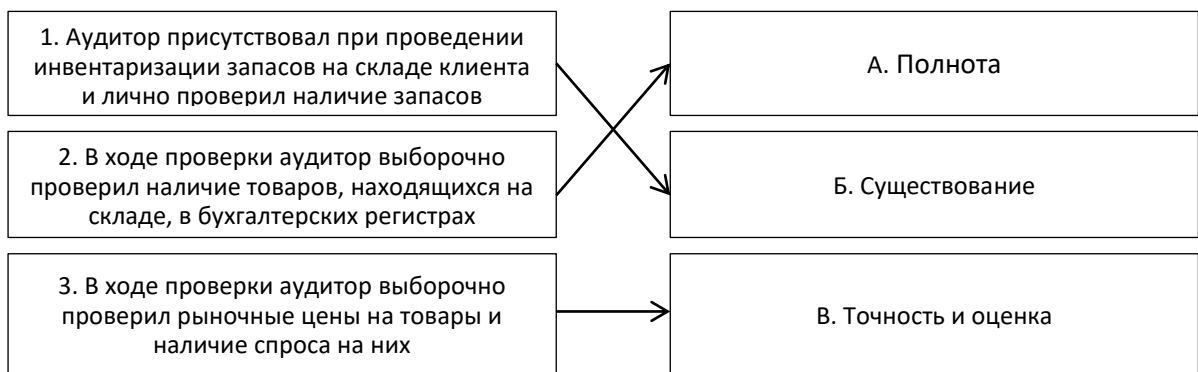 1. Аудитор присутствовал при проведении
инвентаризации запасов на складе клиента
и лично проверил наличие запасов
А. Полнота
2. В ходе проверки аудитор выборочно
проверил наличие товаров, находящихся на
складе, в бухгалтерских регистрах
Б. Существование
3. В ходе проверки аудитор выборочно
проверил рыночные цены на товары и
наличие спроса на них
В. Точность и оценка